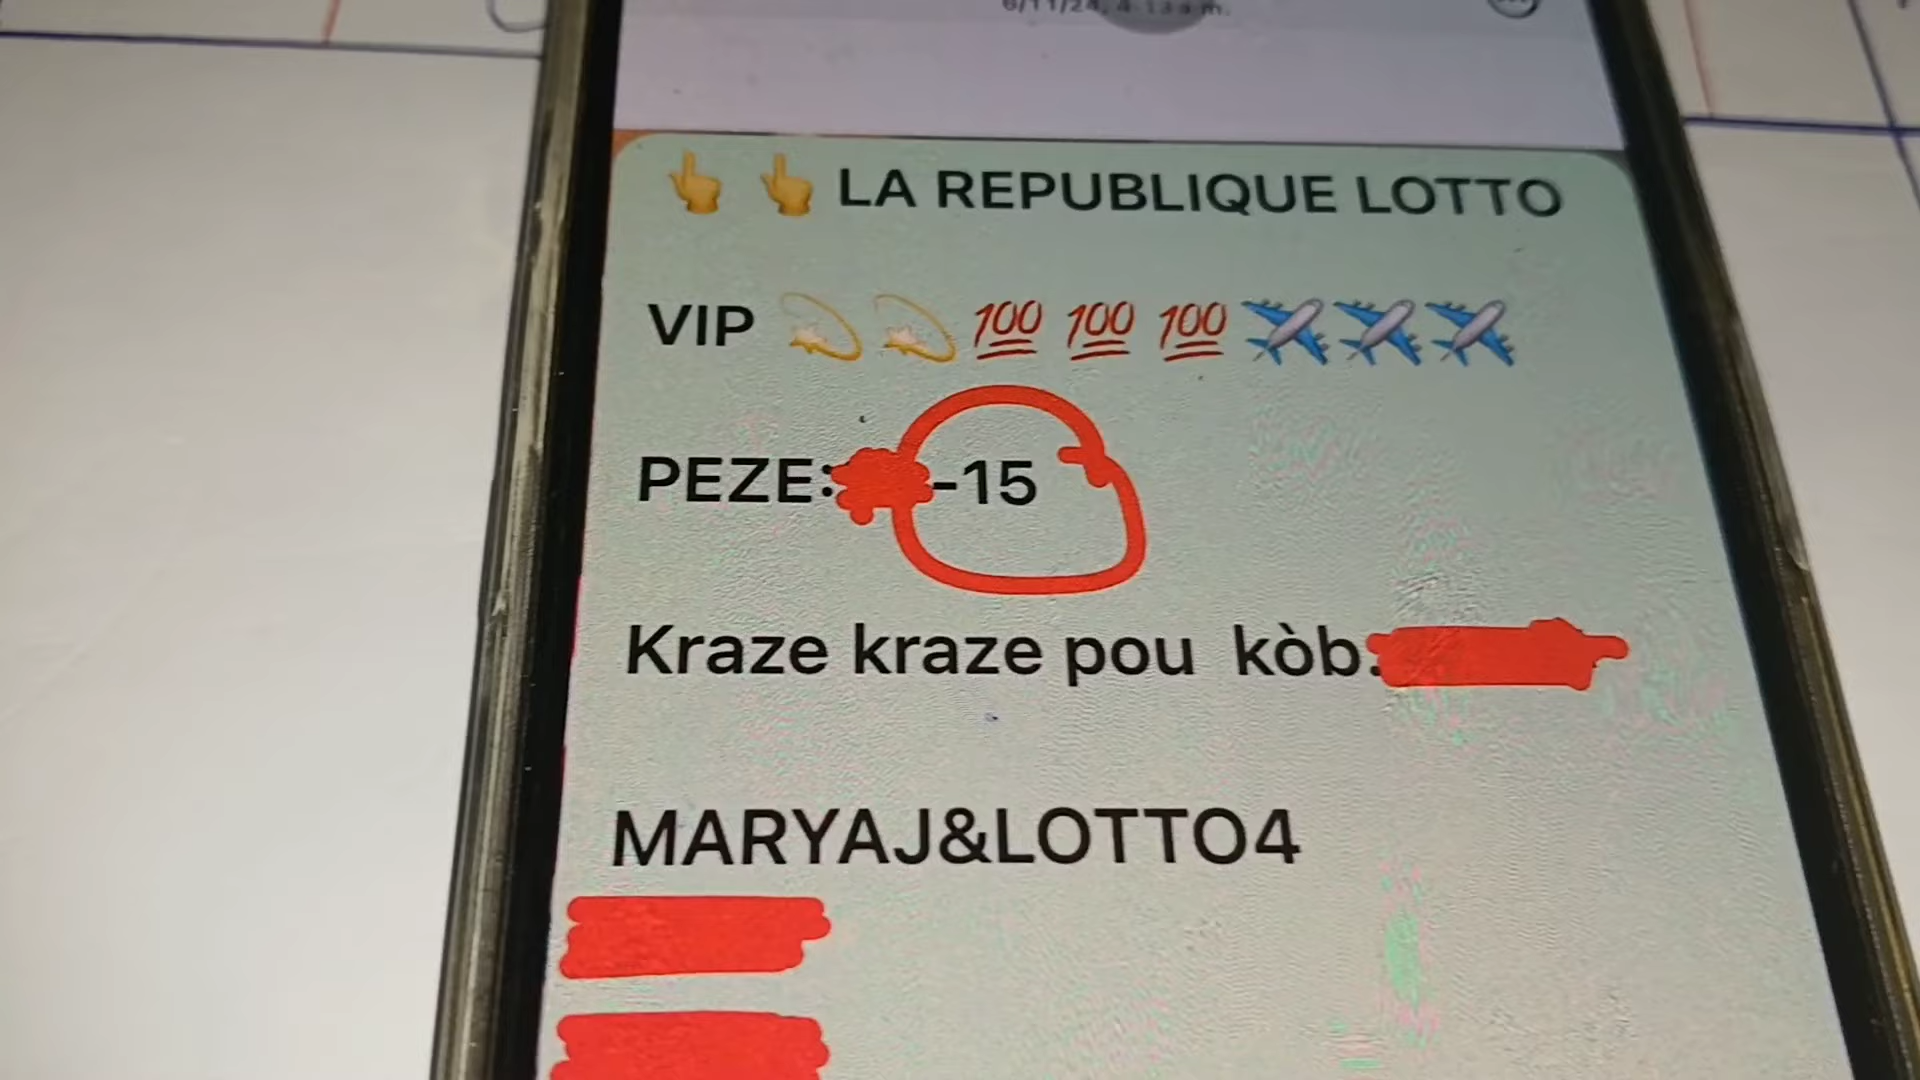 👆 👆 LA REPUBLIQUE LOTTO
VIP 💫 💫 💯 💯 💯 ✈️✈️✈️
PEZE: -15
Kraze kraze pou kòb:
MARYAJ&LOTTO4